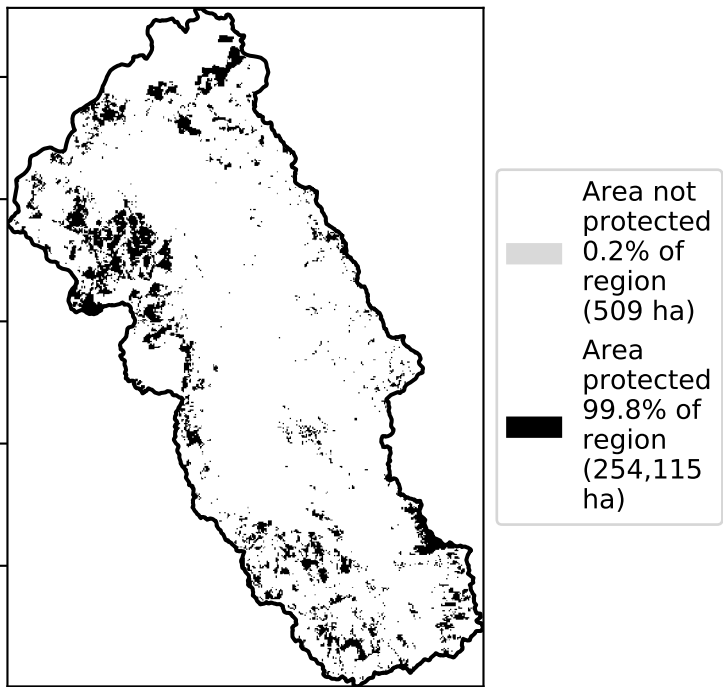 Area not
protected
0.2% of
region
(509 ha)
Area
protected
99.8% of
region
(254,115
ha)